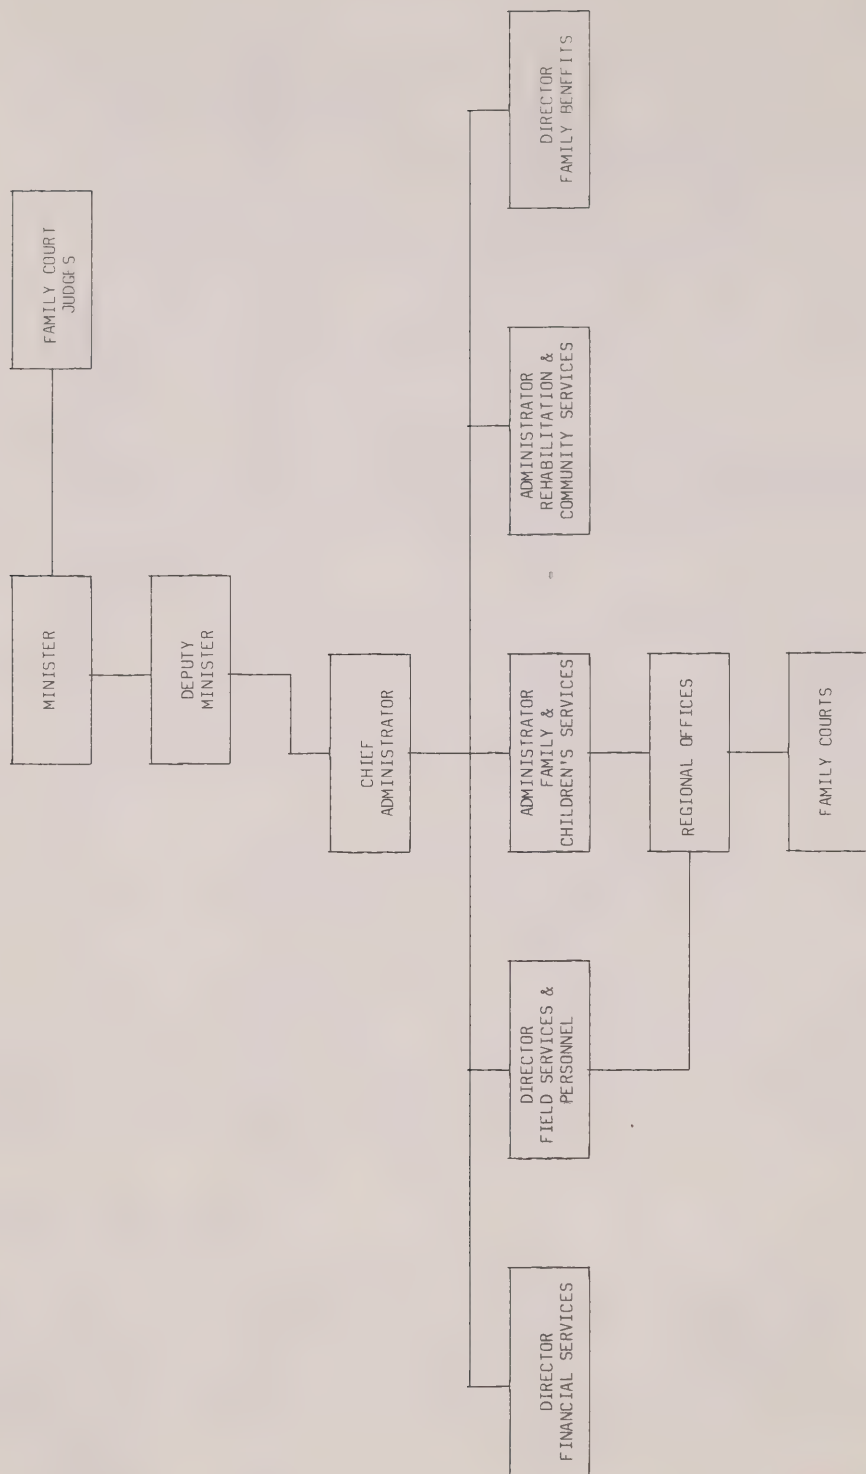 MINISTER
FAMILY COURT
JUDGES
DEPUTY
MINISTER
CHIEF
ADMINISTRATOR
DIRECTOR
FINANCIAL SERVICES
DIRECTOR
FIELD SERVICES &
PERSONNEL
ADMINISTRATOR
FAMILY &
CHILDREN'S SERVICES
ADMINISTRATOR
REHABILITATION &
COMMUNITY SERVICES
DIRECTOR
FAMILY BENEFITS
REGIONAL OFFICES
FAMILY COURTS